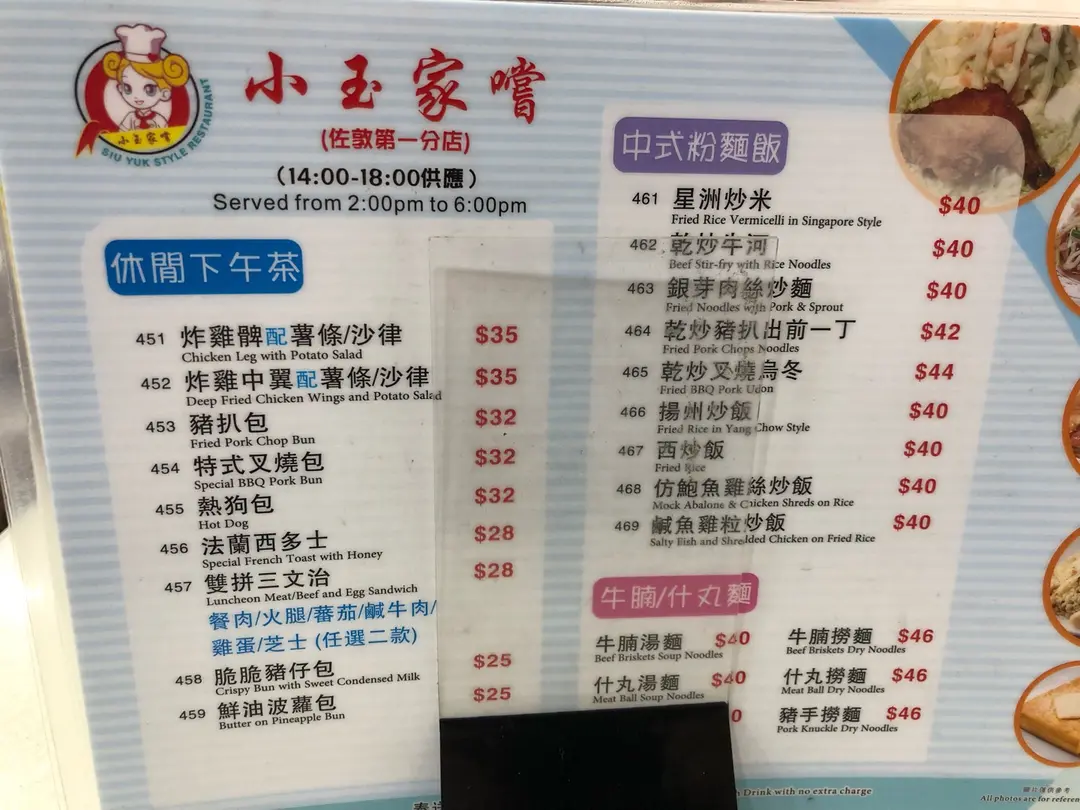 小玉家嚐
SIU YUK STYLE RESTAURANT
小玉家嚐
(佐敦第一分店)
(14:00-18:00供應)
Served from 2:00pm to 6:00pm
休閒下午茶
451 炸雞髀配薯條/沙律 $35
Chicken Leg with Potato Salad
452 炸雞中翼配薯條/沙律 $35
Deep Fried Chicken Wings and Potato Salad
453 豬扒包 $32
Fried Pork Chop Bun
454 特式叉燒包 $32
Special BBQ Pork Bun
455 熱狗包 $32
Hot Dog
456 法蘭西多士 $28
Special French Toast with Honey
457 雙拼三文治 $28
Luncheon Meat/Beef and Egg Sandwich
餐肉/火腿/蕃茄/鹹牛肉/
雞蛋/芝士 (任選二款)
458 脆脆豬仔包 $25
Crispy Bun with Sweet Condensed Milk
459 鮮油波蘿包 $25
Butter on Pineapple Bun
中式粉麵飯
461 星洲炒米 $40
Fried Rice Vermicelli in Singapore Style
462 乾炒牛河 $40
Beef Stir-fry with Rice Noodles
463 銀芽肉絲炒麵 $40
Fried Noodles with Pork & Sprout
464 乾炒豬扒出前一丁 $42
Fried Pork Chops Noodles
465 乾炒叉燒烏冬 $44
Fried BBQ Pork Udon
466 揚州炒飯 $40
Fried Rice in Yang Chow Style
467 西炒飯 $40
Fried Rice
468 仿鮑魚雞絲炒飯 $40
Mock Abalone & Chicken Shreds on Rice
469 鹹魚雞粒炒飯 $40
Salty Fish and Shredded Chicken on Fried Rice
牛腩/什丸麵
牛腩湯麵 $40 牛腩撈麵 $46
Beef Briskets Soup Noodles Beef Briskets Dry Noodles
什丸湯麵 $40 什丸撈麵 $46
Meat Ball Soup Noodles Meat Ball Dry Noodles
0 豬手撈麵 $46
Pork Knuckle Dry Noodles
Drink with no extra charge
圖片僅供參考
All photos are for referen